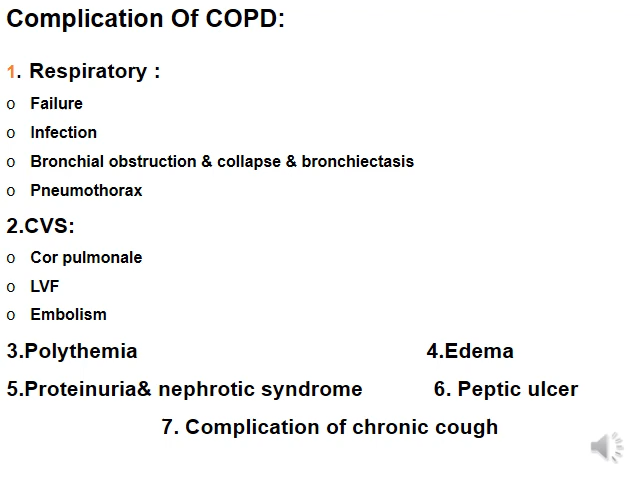 Complication Of COPD:
1. Respiratory :
o Failure
o Infection
o Bronchial obstruction & collapse & bronchiectasis
o Pneumothorax
2.CVS:
o Cor pulmonale
o LVF
o Embolism
3.Polythemia 4.Edema
5.Proteinuria& nephrotic syndrome 6. Peptic ulcer
7. Complication of chronic cough